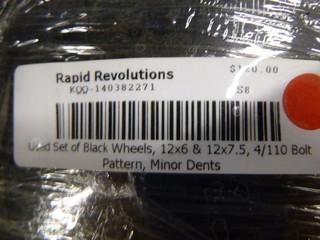 Rapid Revolutions $120.00
KQQ-140382271 S8
Used Set of Black Wheels, 12x6 & 12x7.5, 4/110 Bolt
Pattern, Minor Dents